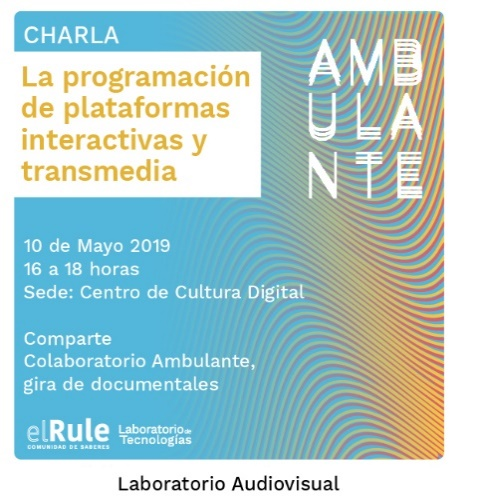 CHARLA
La programación
de plataformas
interactivas y
transmedia
AMB
ULA
NTE
10 de Mayo 2019
16 a 18 horas
Sede: Centro de Cultura Digital
Comparte
Colaboratorio Ambulante,
gira de documentales
elRule
COMUNIDAD DE SABERES
Laboratorio de
Tecnologías
Laboratorio Audiovisual